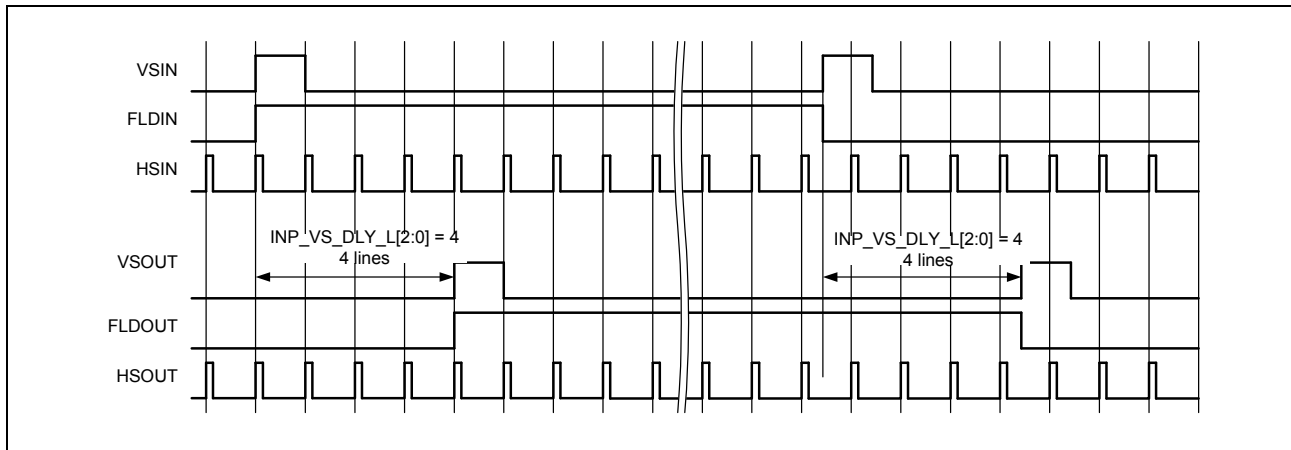 VSIN
FLDIN
HSIN
INP_VS_DLY_L[2:0] = 4
4 lines
INP_VS_DLY_L[2:0] = 4
4 lines
VSOUT
FLDOUT
HSOUT